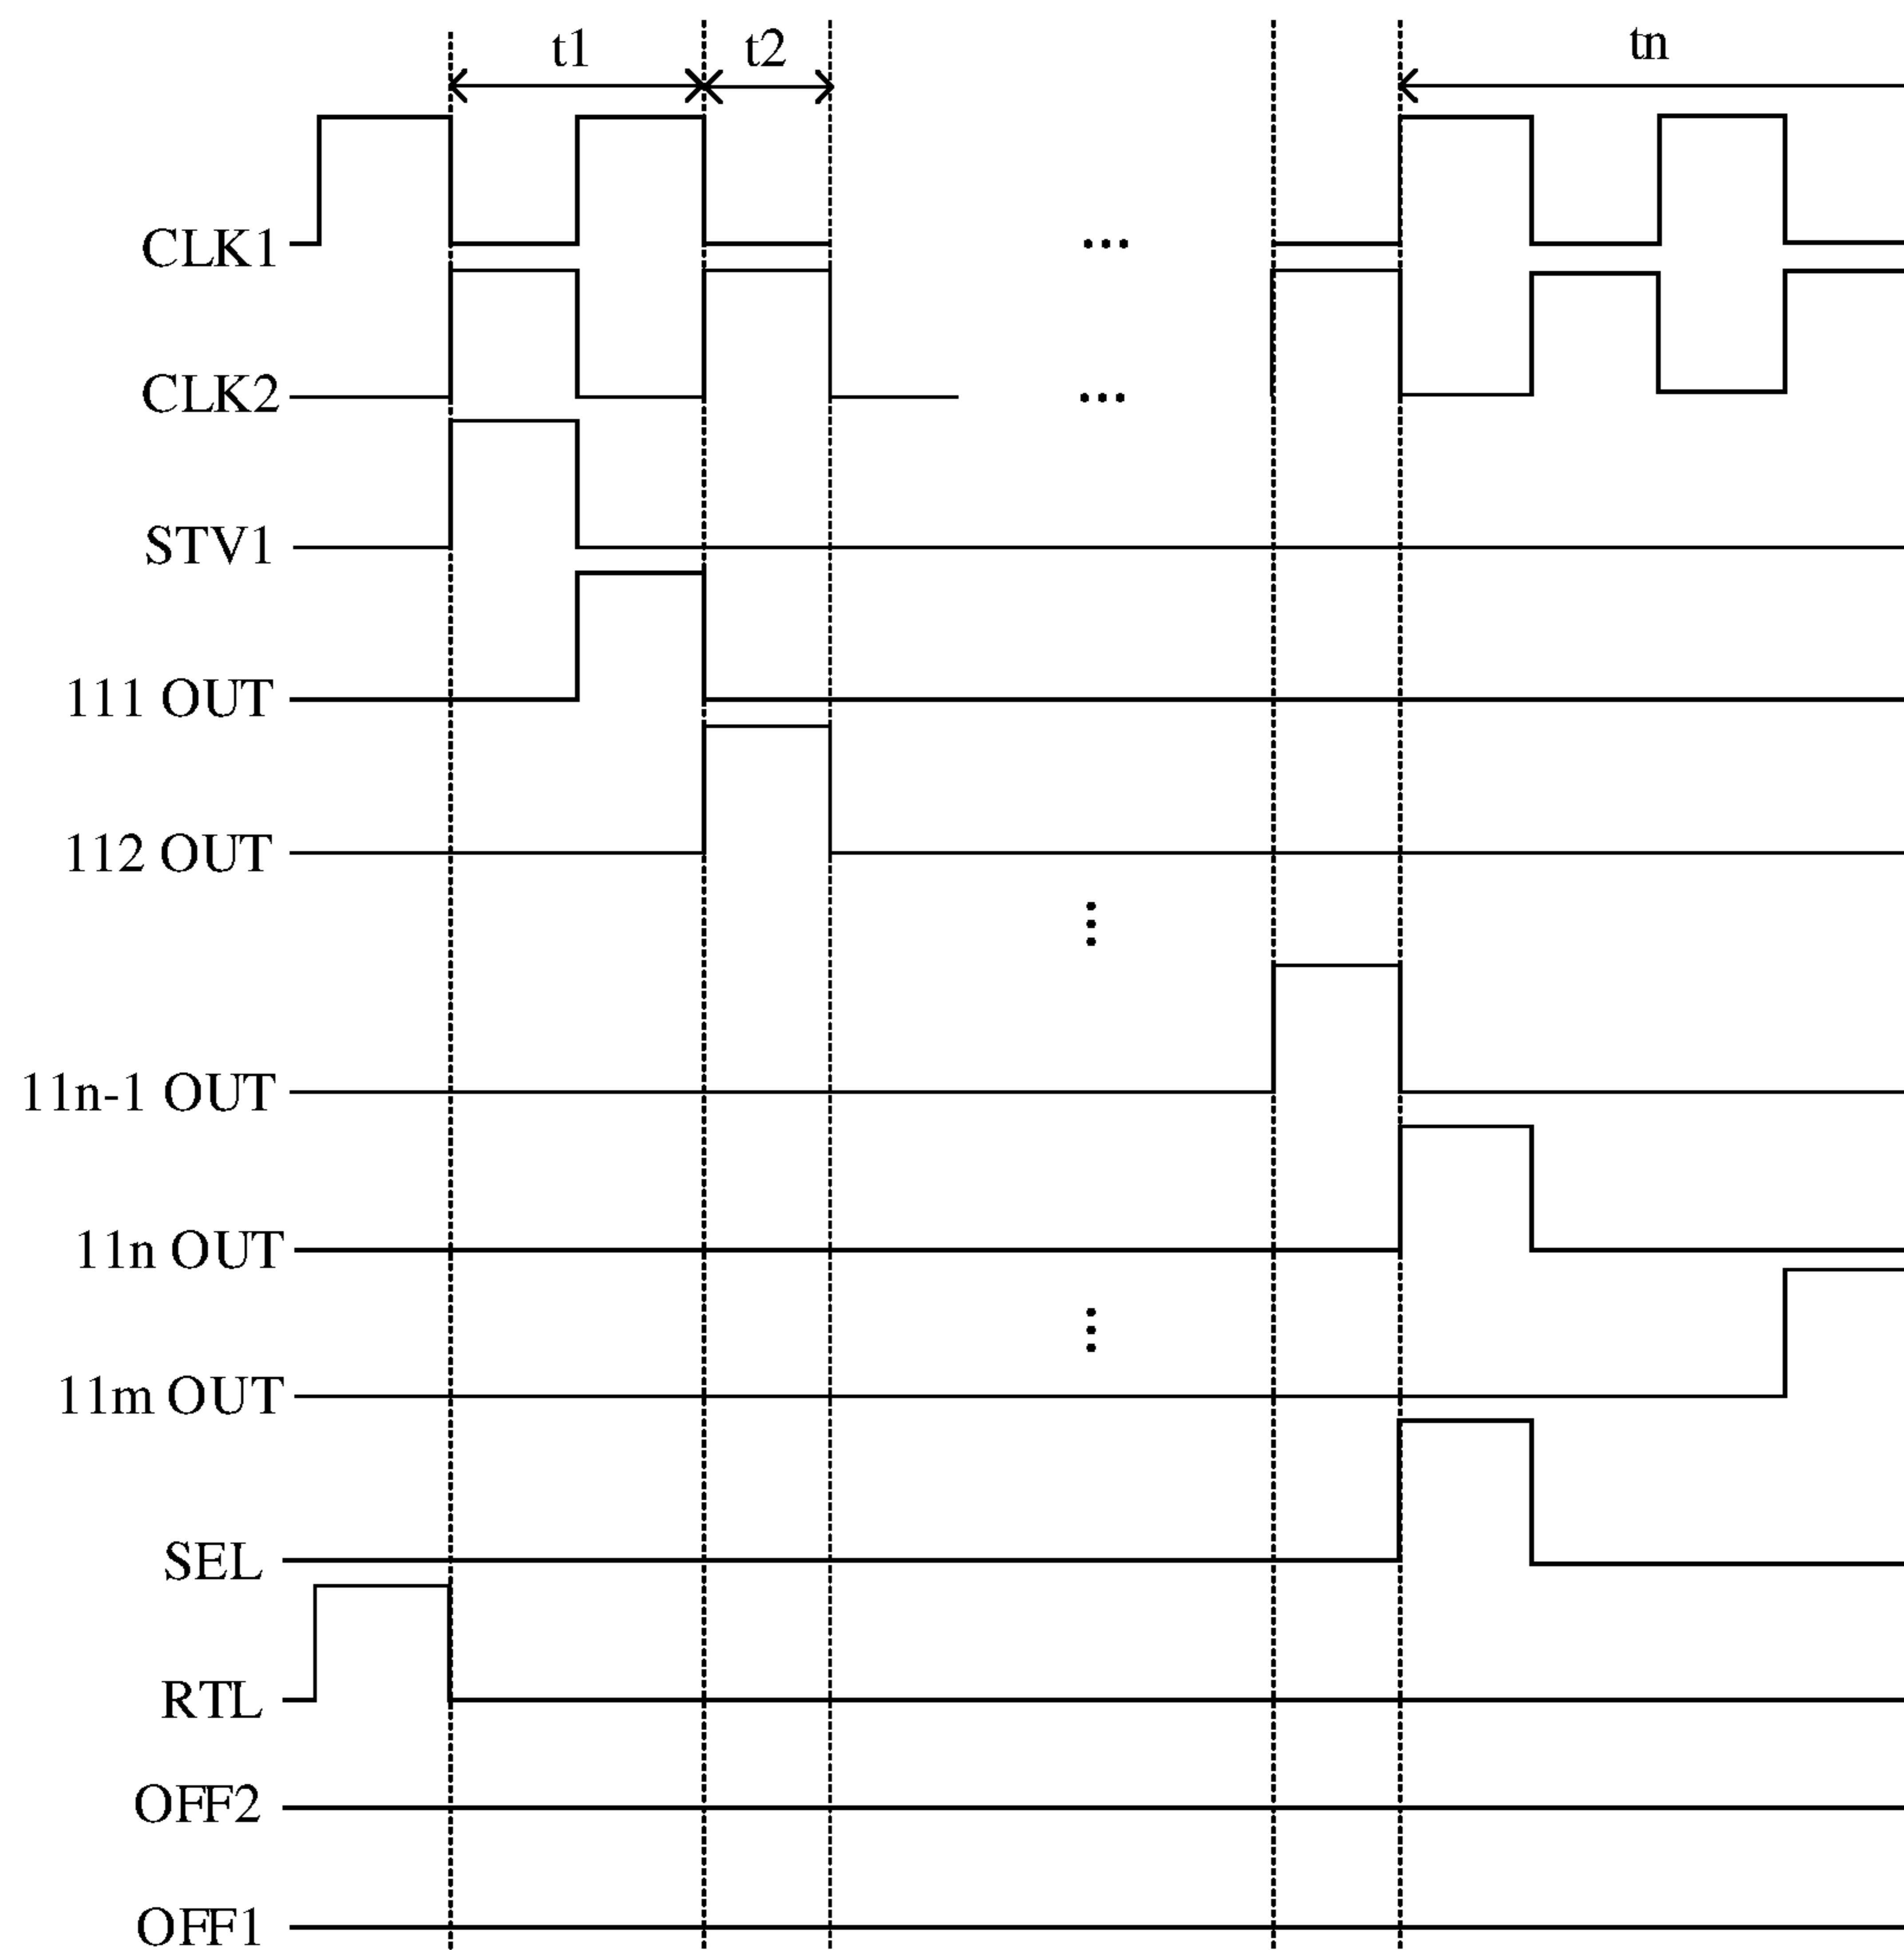 t1 t2 tn
CLK1 ...
CLK2 ...
STV1
111 OUT
112 OUT
11n-1 OUT
11n OUT
11m OUT
SEL
RTL
OFF2
OFF1